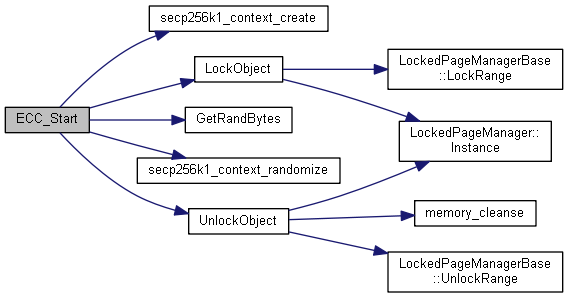 secp256k1_context_create
LockObject
LockedPageManagerBase
::LockRange
ECC_Start
GetRandBytes
LockedPageManager::
Instance
secp256k1_context_randomize
UnlockObject
memory_cleanse
LockedPageManagerBase
::UnlockRange